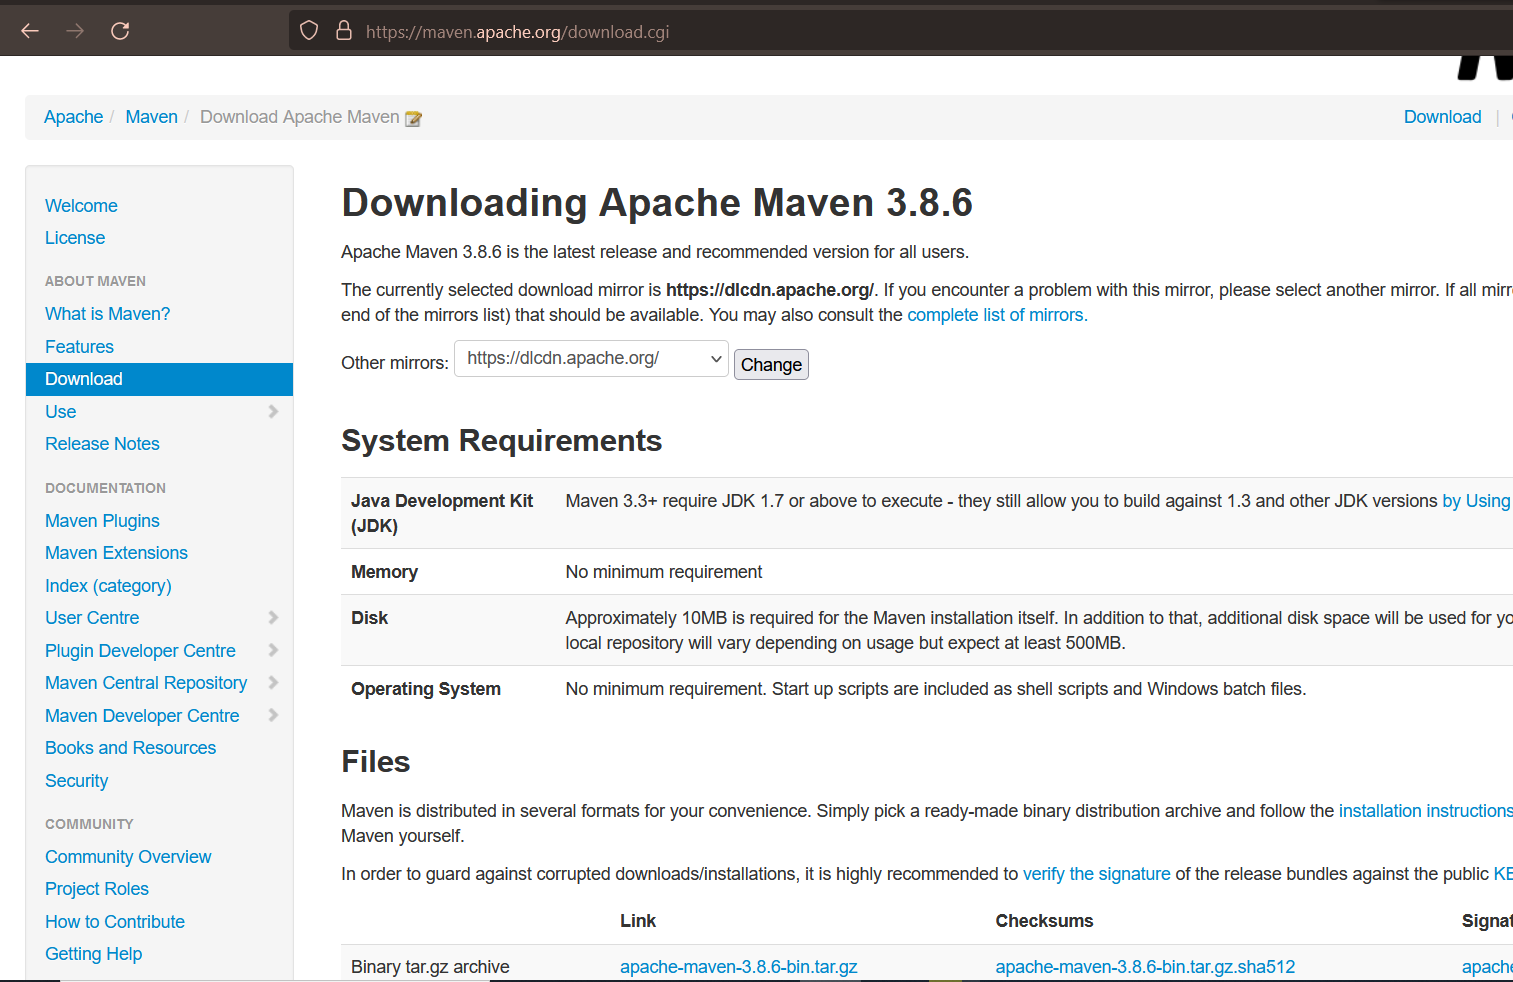 https://maven.apache.org/download.cgi
Apache / Maven / Download Apache Maven
Download |
Welcome
License
ABOUT MAVEN
What is Maven?
Features
Download
Use
Release Notes
DOCUMENTATION
Maven Plugins
Maven Extensions
Index (category)
User Centre
Plugin Developer Centre
Maven Central Repository
Maven Developer Centre
Books and Resources
Security
COMMUNITY
Community Overview
Project Roles
How to Contribute
Getting Help
Downloading Apache Maven 3.8.6
Apache Maven 3.8.6 is the latest release and recommended version for all users.
The currently selected download mirror is https://dlcdn.apache.org/. If you encounter a problem with this mirror, please select another mirror. If all mirr
end of the mirrors list) that should be available. You may also consult the complete list of mirrors.
Other mirrors: https://dlcdn.apache.org/ Change
System Requirements
Java Development Kit Maven 3.3+ require JDK 1.7 or above to execute - they still allow you to build against 1.3 and other JDK versions by Using
(JDK)
Memory No minimum requirement
Disk Approximately 10MB is required for the Maven installation itself. In addition to that, additional disk space will be used for yo
local repository will vary depending on usage but expect at least 500MB.
Operating System No minimum requirement. Start up scripts are included as shell scripts and Windows batch files.
Files
Maven is distributed in several formats for your convenience. Simply pick a ready-made binary distribution archive and follow the installation instructions
Maven yourself.
In order to guard against corrupted downloads/installations, it is highly recommended to verify the signature of the release bundles against the public KE
Link Checksums Signat
Binary tar.gz archive apache-maven-3.8.6-bin.tar.gz apache-maven-3.8.6-bin.tar.gz.sha512 apache